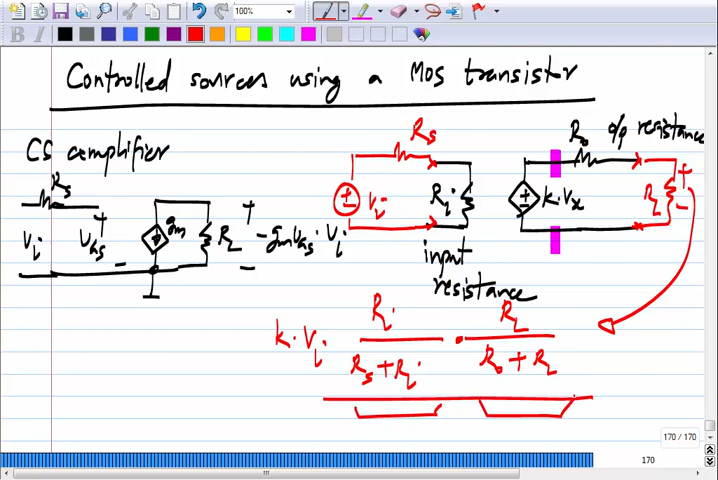 100%
B I
Controlled sources using a MOS transistor
CS amplifier
Rs
Vi
VGS
+
−
gm
RL
+
−
-gmVGS · Vi
Rs
+
−
Vi
Ri
input
resistance
+
−
k·Vx
Ro
o/p resistance
RL
+
−
k·Vi · Ri / (Rs + Ri) · RL / (Ro + RL)
170 / 170
170